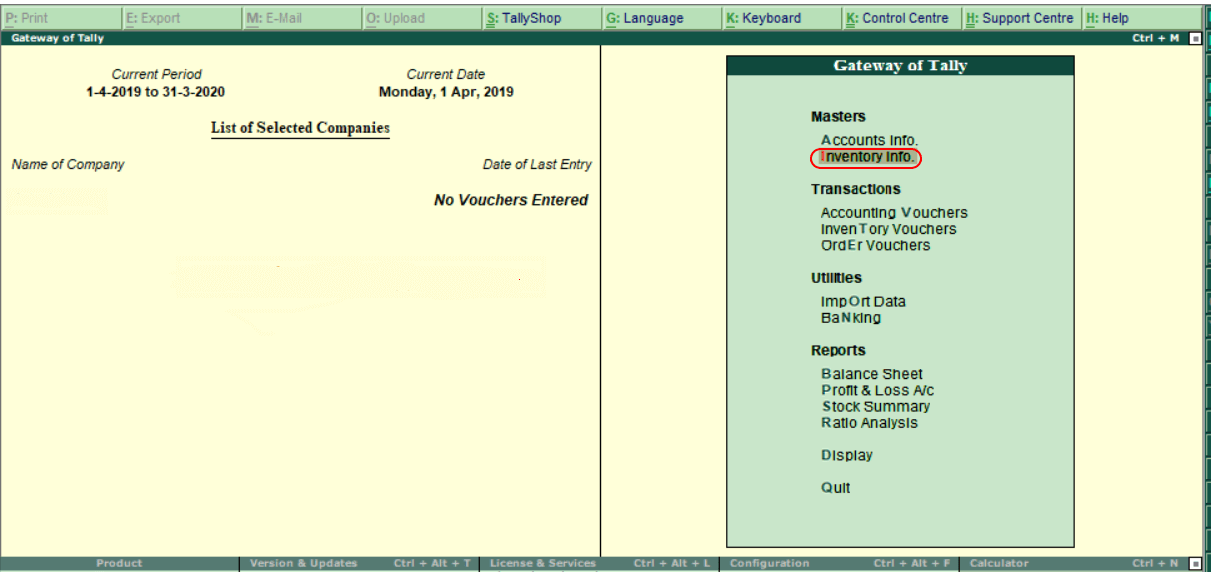 P: Print E: Export M: E-Mail O: Upload S: TallyShop G: Language K: Keyboard K: Control Centre H: Support Centre H: Help
Gateway of Tally Ctrl + M
Current Period Current Date
1-4-2019 to 31-3-2020 Monday, 1 Apr, 2019
List of Selected Companies
Name of Company Date of Last Entry
No Vouchers Entered
Gateway of Tally
Masters
Accounts Info.
Inventory Info.
Transactions
Accounting Vouchers
InvenTory Vouchers
OrdEr Vouchers
Utilities
ImpOrt Data
BaNking
Reports
Balance Sheet
Profit & Loss A/c
Stock Summary
Ratio Analysis
Display
Quit
Product Version & Updates Ctrl + Alt + T License & Services Ctrl + Alt + L Configuration Ctrl + Alt + F Calculator Ctrl + N